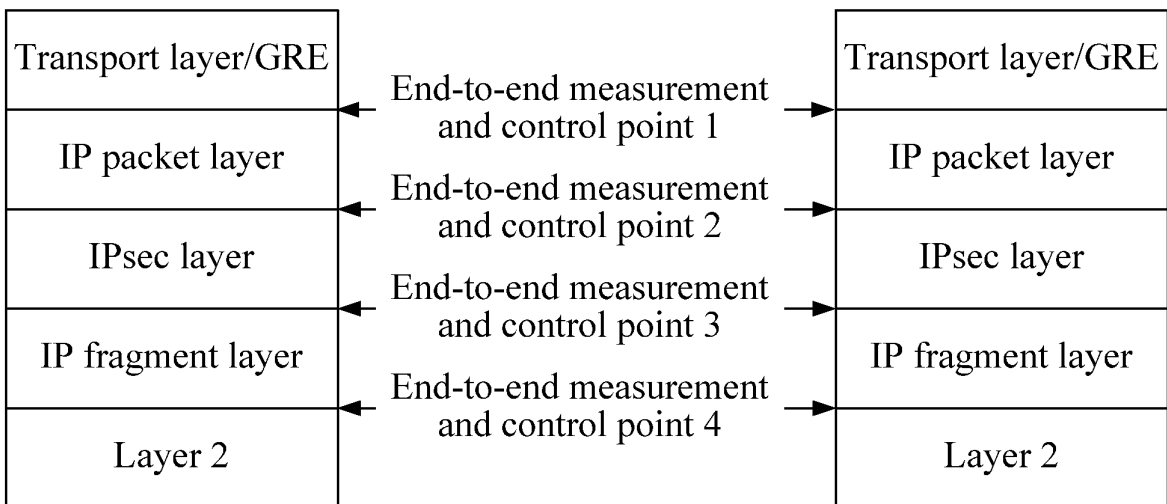 Transport layer/GRE
IP packet layer
IPsec layer
IP fragment layer
Layer 2
End-to-end measurement
and control point 1
End-to-end measurement
and control point 2
End-to-end measurement
and control point 3
End-to-end measurement
and control point 4
Transport layer/GRE
IP packet layer
IPsec layer
IP fragment layer
Layer 2